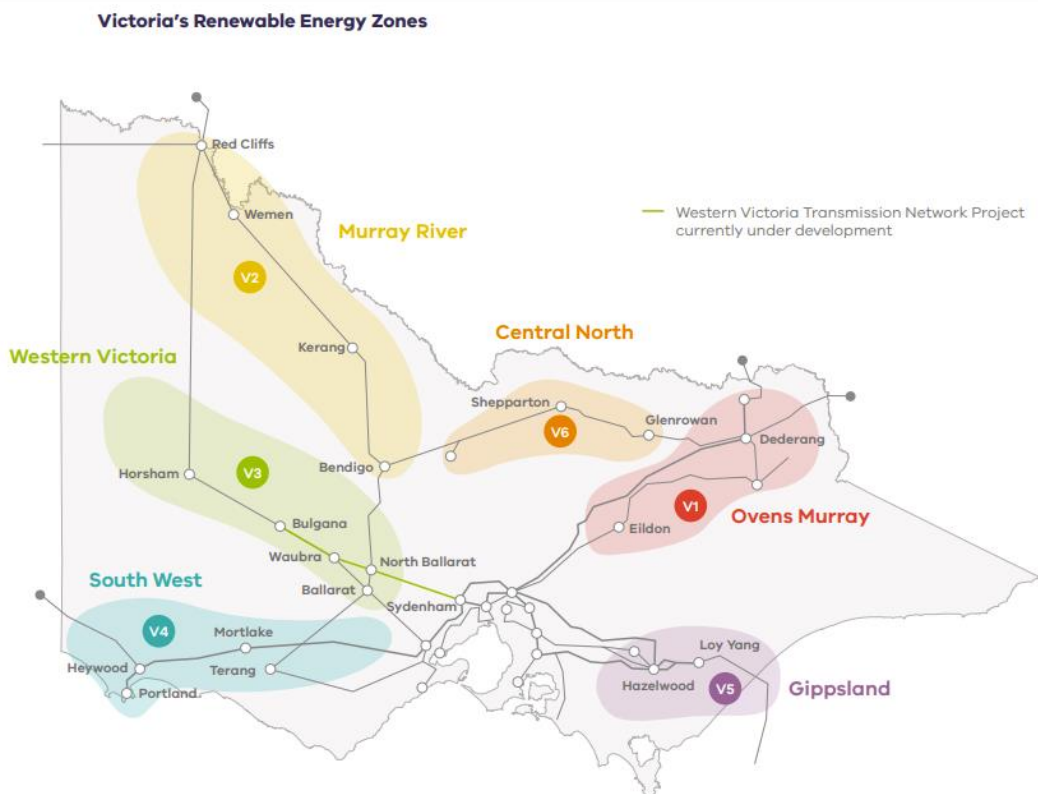 Victoria's Renewable Energy Zones
Red Cliffs
Wemen
Murray River
Western Victoria Transmission Network Project
currently under development
V2
Central North
Kerang
Western Victoria
Shepparton
Glenrowan
V6
Dederang
Bendigo
Horsham
V3
V1
Ovens Murray
Bulgana
Eildon
Waubra
North Ballarat
South West
Ballarat
Sydenham
V4
Mortlake
Loy Yang
Heywood
Terang
Hazelwood
V5
Gippsland
Portland